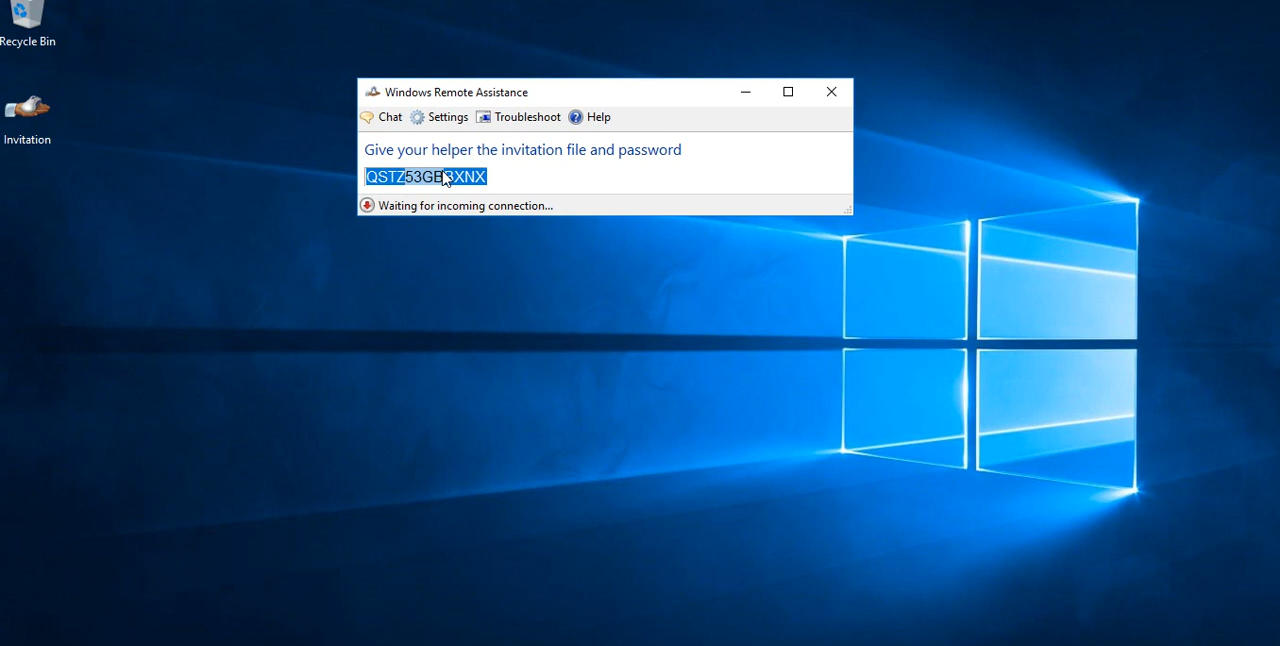 Recycle Bin
Invitation
Windows Remote Assistance
Chat Settings Troubleshoot Help
Give your helper the invitation file and password
Waiting for incoming connection...